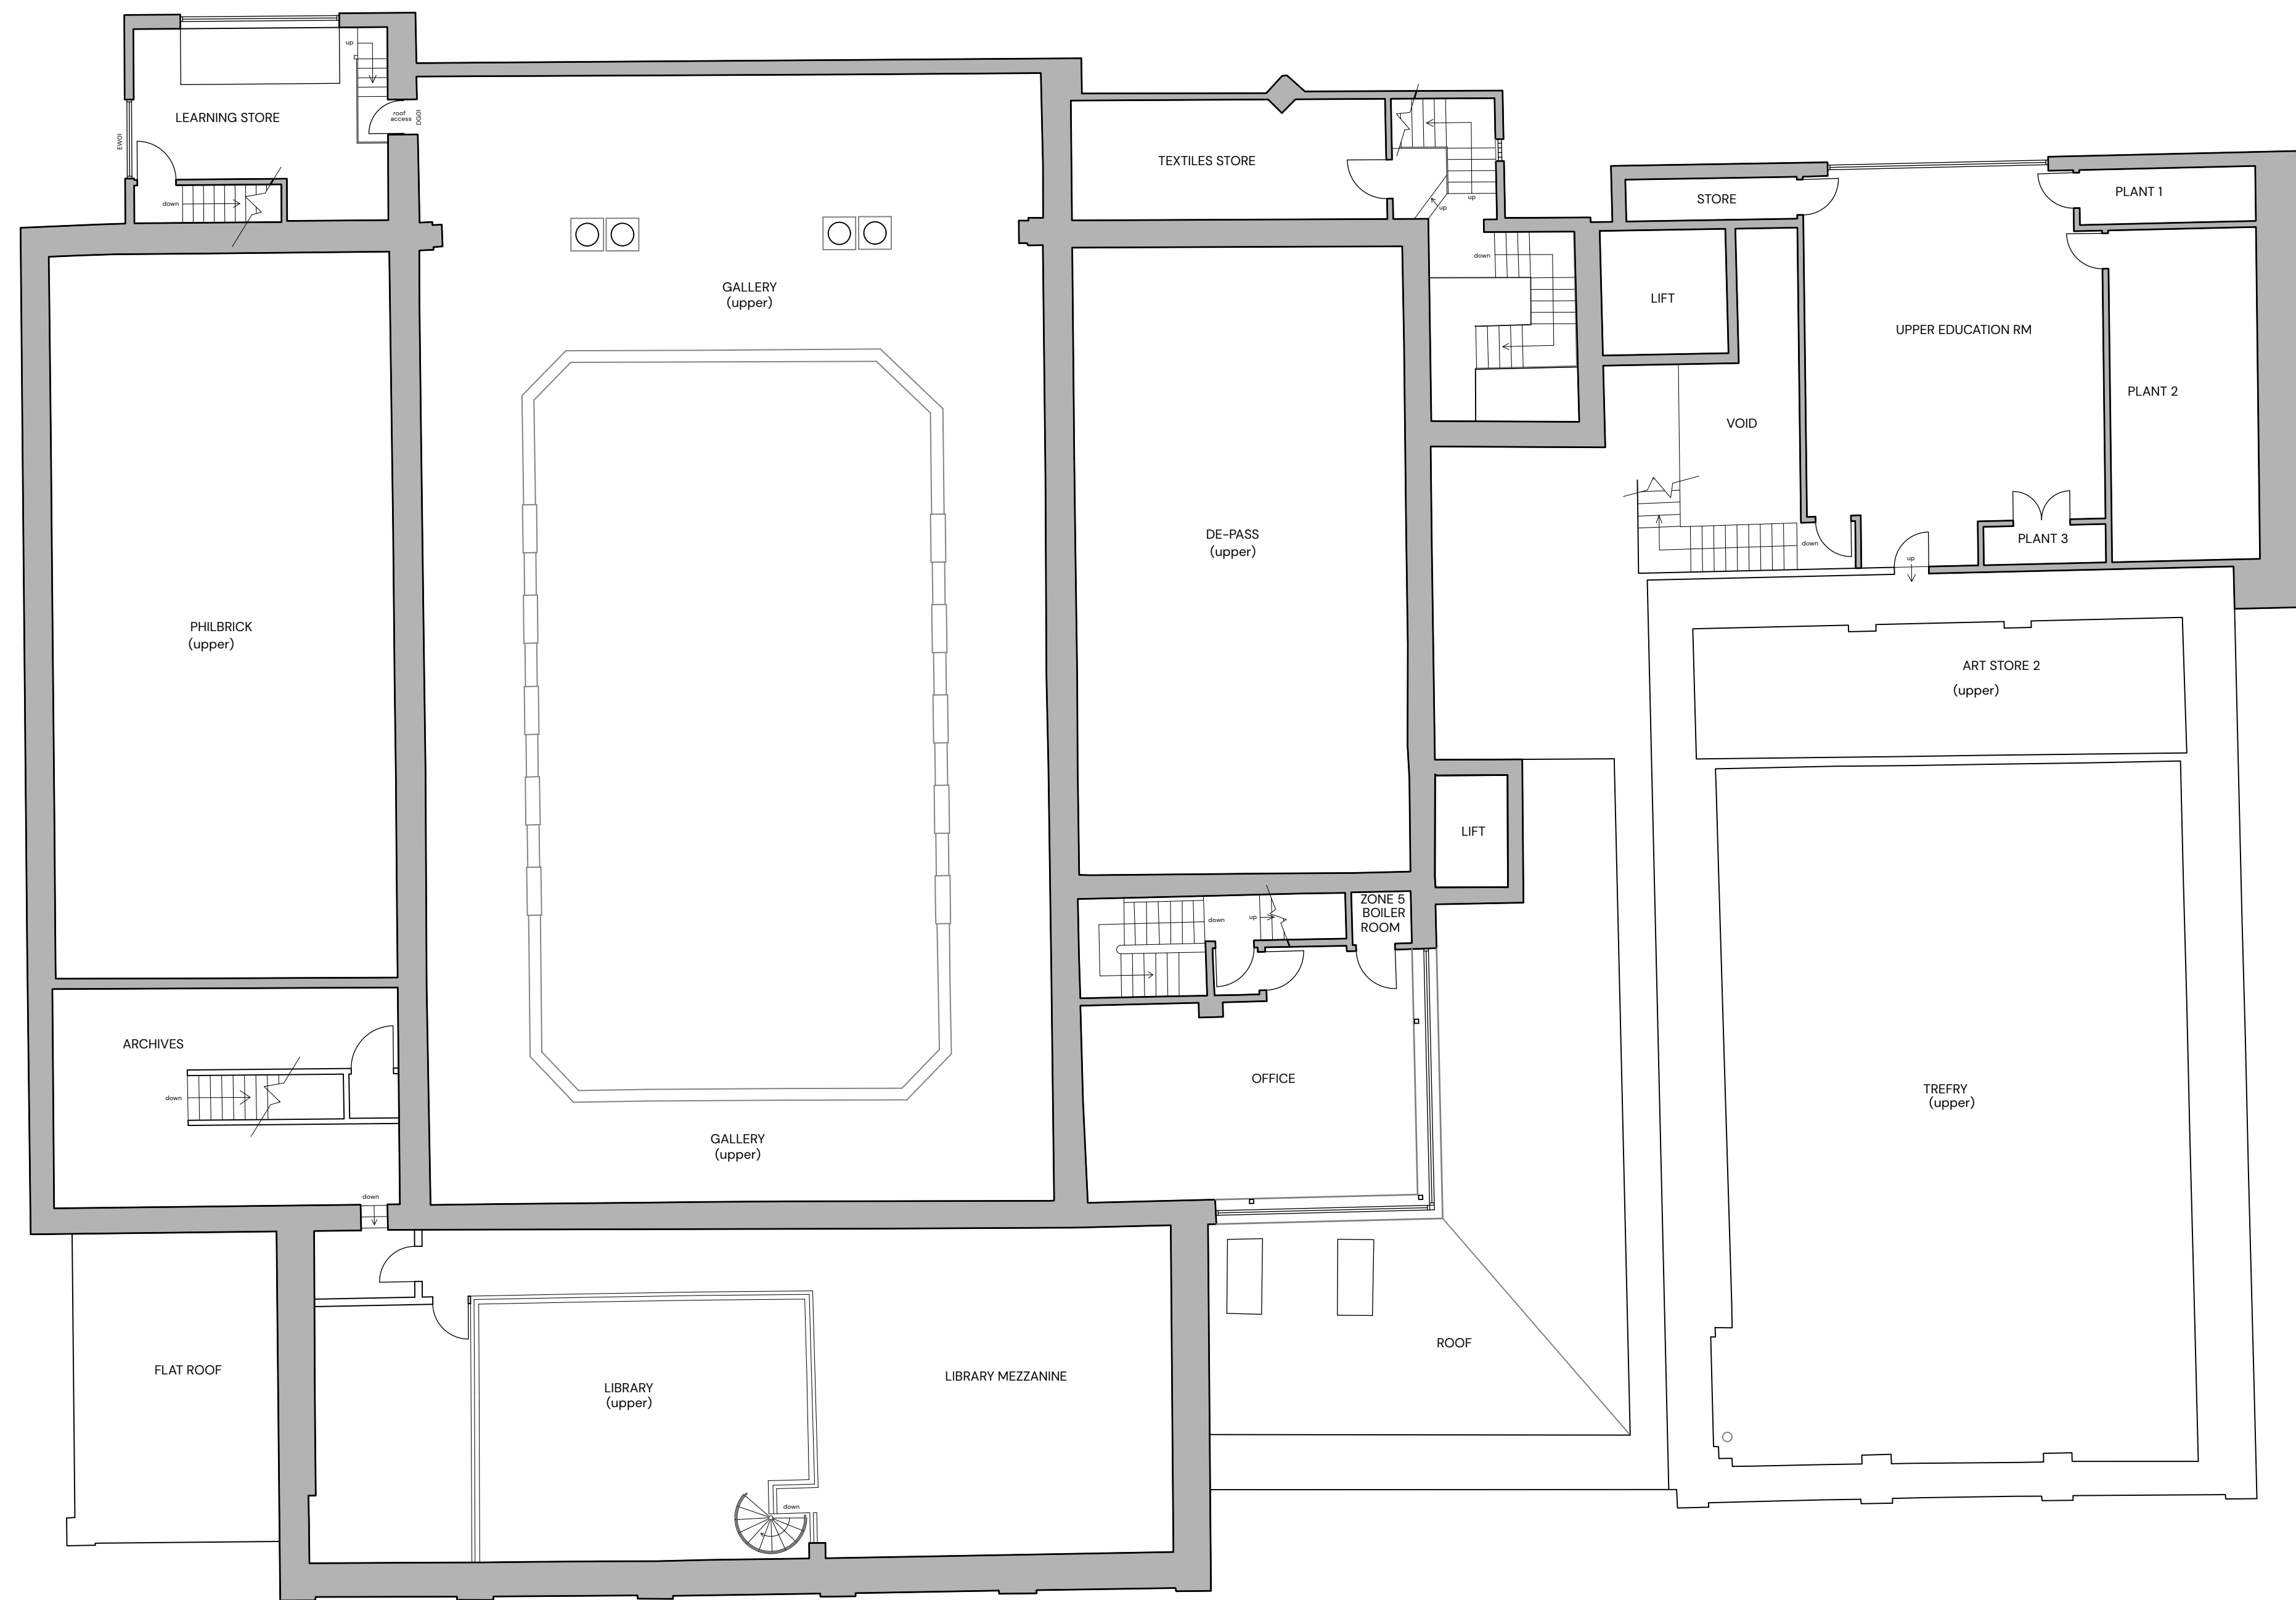 up
LEARNING STORE
roof
access
DG01
EW01
down
TEXTILES STORE
up
up
down
STORE
PLANT 1
LIFT
UPPER EDUCATION RM
PLANT 2
VOID
GALLERY
(upper)
DE-PASS
(upper)
down
PLANT 3
up
PHILBRICK
(upper)
ART STORE 2
(upper)
LIFT
ZONE 5
BOILER
ROOM
down
up
ARCHIVES
down
OFFICE
TREFRY
(upper)
GALLERY
(upper)
down
FLAT ROOF
LIBRARY
(upper)
LIBRARY MEZZANINE
ROOF
down